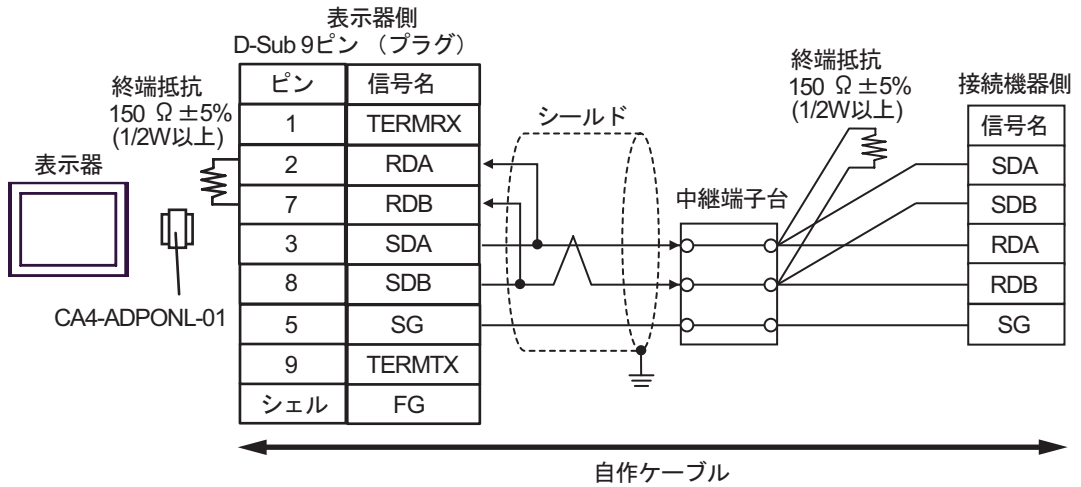 表示器側
D-Sub 9ピン （プラグ）
終端抵抗
150 Ω ±5%
(1/2W以上)
表示器
CA4-ADPONL-01
ピン 信号名
1 TERMRX
2 RDA
7 RDB
3 SDA
8 SDB
5 SG
9 TERMTX
シェル FG
シールド
中継端子台
終端抵抗
150 Ω ±5%
(1/2W以上)
接続機器側
信号名
SDA
SDB
RDA
RDB
SG
自作ケーブル